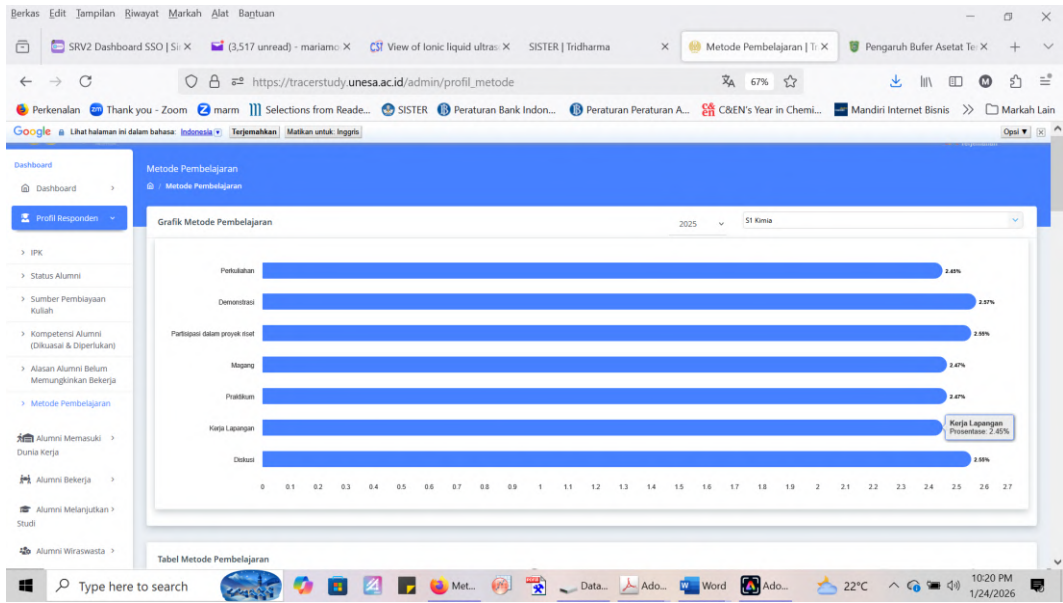 Berkas Edit Tampilan Riwayat Markah Alat Bantuan
SRV2 Dashboard SSO | Si
(3,517 unread) - mariamo
CST View of Ionic liquid ultras
SISTER | Tridharma
Metode Pembelajaran | Tr
Pengaruh Bufer Asetat Te
https://tracerstudy.unesa.ac.id/admin/profil_metode
67%
Perkenalan
Thank you - Zoom
marm
Selections from Reade...
SISTER
Peraturan Bank Indon...
Peraturan Peraturan A...
C&EN's Year in Chemi...
Mandiri Internet Bisnis
Markah Lain
Google Lihat halaman ini dalam bahasa: Indonesia Terjemahkan Matikan untuk: Inggris Opsi
Dashboard
Dashboard
Profil Responden
IPK
Status Alumni
Sumber Pembiayaan
Kuliah
Kompetensi Alumni
(Dikuasai & Diperlukan)
Alasan Alumni Belum
Memungkinkan Bekerja
Metode Pembelajaran
Alumni Memasuki
Dunia Kerja
Alumni Bekerja
Alumni Melanjutkan
Studi
Alumni Wiraswasta
Metode Pembelajaran
/ Metode Pembelajaran
Grafik Metode Pembelajaran 2025 S1 Kimia
Perkuliahan 2.45%
Demonstrasi 2.57%
Partisipasi dalam proyek riset 2.55%
Magang 2.47%
Praktikum 2.47%
Kerja Lapangan
Kerja Lapangan
Prosentase: 2.45%
Diskusi 2.55%
0 0.1 0.2 0.3 0.4 0.5 0.6 0.7 0.8 0.9 1 1.1 1.2 1.3 1.4 1.5 1.6 1.7 1.8 1.9 2 2.1 2.2 2.3 2.4 2.5 2.6 2.7
Tabel Metode Pembelajaran
Type here to search
Met...
Data...
Ado...
Word
Ado...
22°C
10:20 PM
1/24/2026